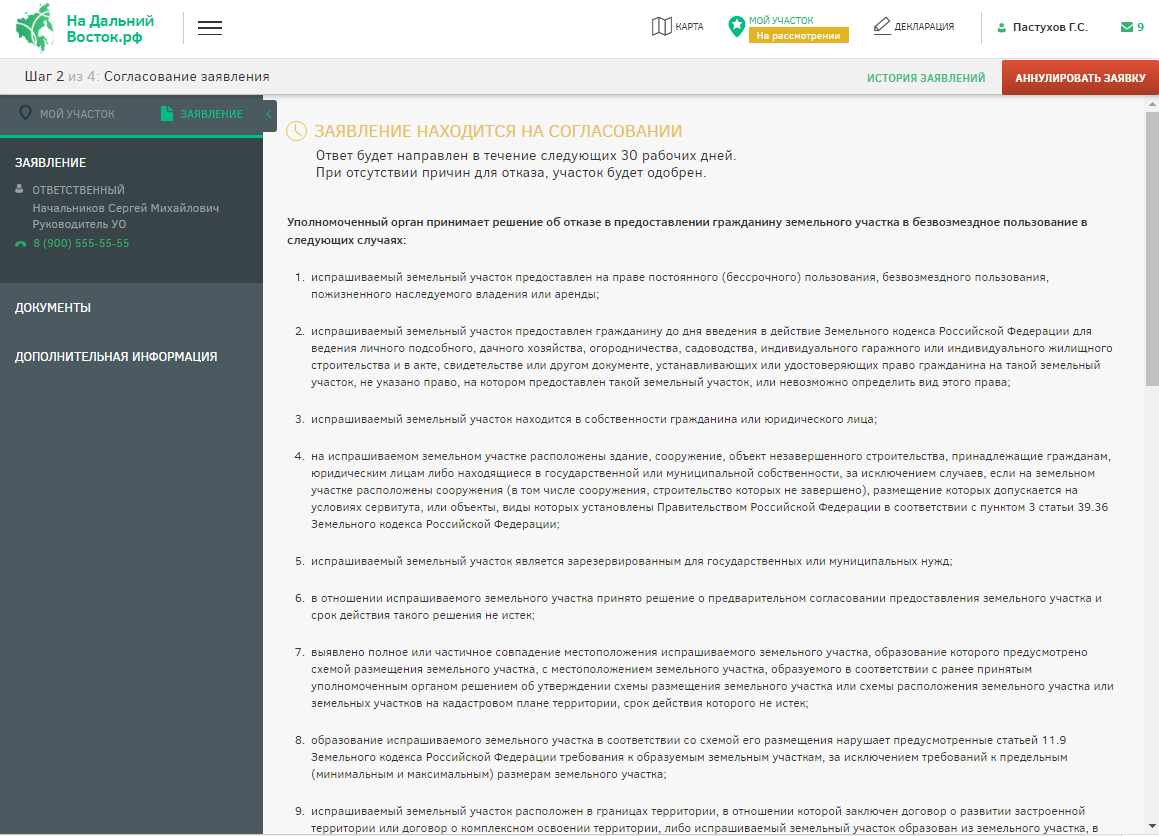 На Дальний
Восток.рф
КАРТА
МОЙ УЧАСТОК
На рассмотрении
ДЕКЛАРАЦИЯ
Пастухов Г.С.
9
Шаг 2 из 4: Согласование заявления
ИСТОРИЯ ЗАЯВЛЕНИЙ
АННУЛИРОВАТЬ ЗАЯВКУ
МОЙ УЧАСТОК
ЗАЯВЛЕНИЕ
ЗАЯВЛЕНИЕ
ОТВЕТСТВЕННЫЙ
Начальников Сергей Михайлович
Руководитель УО
8 (900) 555-55-55
ДОКУМЕНТЫ
ДОПОЛНИТЕЛЬНАЯ ИНФОРМАЦИЯ
ЗАЯВЛЕНИЕ НАХОДИТСЯ НА СОГЛАСОВАНИИ
Ответ будет направлен в течение следующих 30 рабочих дней.
При отсутствии причин для отказа, участок будет одобрен.
Уполномоченный орган принимает решение об отказе в предоставлении гражданину земельного участка в безвозмездное пользование в
следующих случаях:
1. испрашиваемый земельный участок предоставлен на праве постоянного (бессрочного) пользования, безвозмездного пользования,
пожизненного наследуемого владения или аренды;
2. испрашиваемый земельный участок предоставлен гражданину до дня введения в действие Земельного кодекса Российской Федерации для
ведения личного подсобного, дачного хозяйства, огородничества, садоводства, индивидуального гаражного или индивидуального жилищного
строительства и в акте, свидетельстве или другом документе, устанавливающих или удостоверяющих право гражданина на такой земельный
участок, не указано право, на котором предоставлен такой земельный участок, или невозможно определить вид этого права;
3. испрашиваемый земельный участок находится в собственности гражданина или юридического лица;
4. на испрашиваемом земельном участке расположены здание, сооружение, объект незавершенного строительства, принадлежащие гражданам,
юридическим лицам либо находящиеся в государственной или муниципальной собственности, за исключением случаев, если на земельном
участке расположены сооружения (в том числе сооружения, строительство которых не завершено), размещение которых допускается на
условиях сервитута, или объекты, виды которых установлены Правительством Российской Федерации в соответствии с пунктом 3 статьи 39.36
Земельного кодекса Российской Федерации;
5. испрашиваемый земельный участок является зарезервированным для государственных или муниципальных нужд;
6. в отношении испрашиваемого земельного участка принято решение о предварительном согласовании предоставления земельного участка и
срок действия такого решения не истек;
7. выявлено полное или частичное совпадение местоположения испрашиваемого земельного участка, образование которого предусмотрено
схемой размещения земельного участка, с местоположением земельного участка, образуемого в соответствии с ранее принятым
уполномоченным органом решением об утверждении схемы размещения земельного участка или схемы расположения земельного участка или
земельных участков на кадастровом плане территории, срок действия которого не истек;
8. образование испрашиваемого земельного участка в соответствии со схемой его размещения нарушает предусмотренные статьей 11.9
Земельного кодекса Российской Федерации требования к образуемым земельным участкам, за исключением требований к предельным
(минимальным и максимальным) размерам земельного участка;
9. испрашиваемый земельный участок расположен в границах территории, в отношении которой заключен договор о развитии застроенной
территории или договор о комплексном освоении территории, либо испрашиваемый земельный участок образован из земельного участка, в